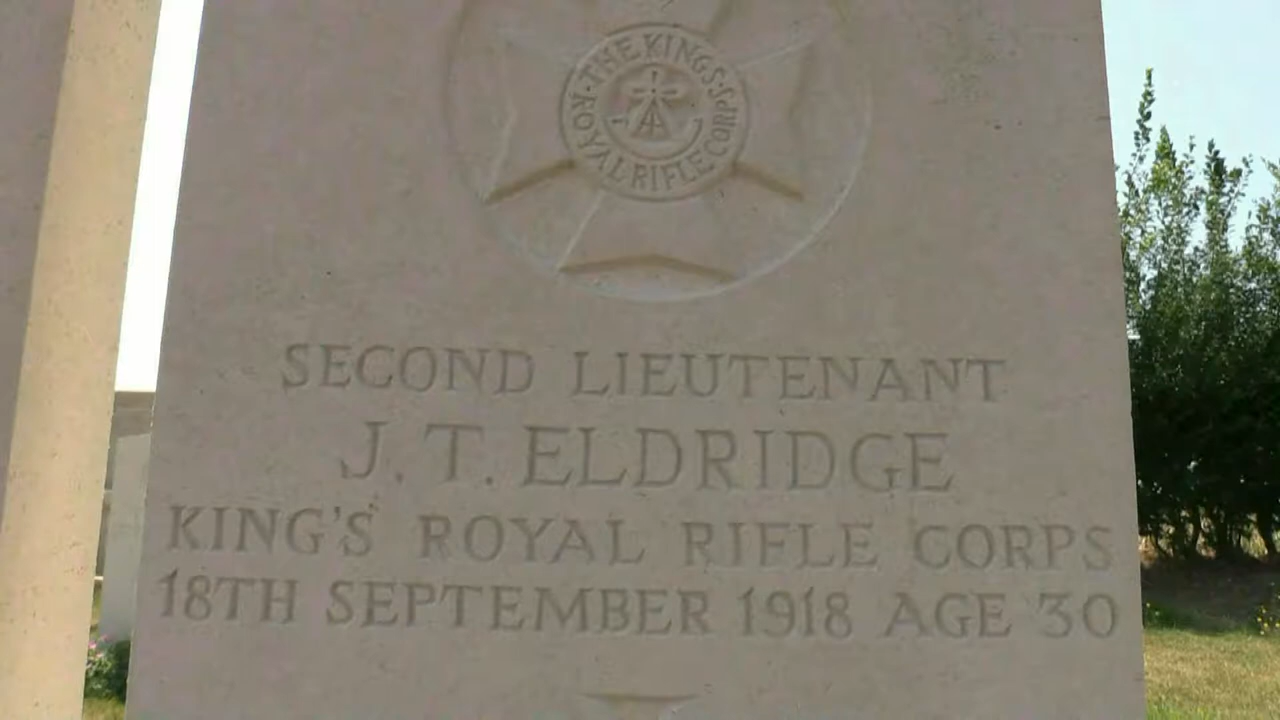 THE KING'S
ROYAL RIFLE CORPS
SECOND LIEUTENANT
J. T. ELDRIDGE
KING'S ROYAL RIFLE CORPS
18TH SEPTEMBER 1918 AGE 30